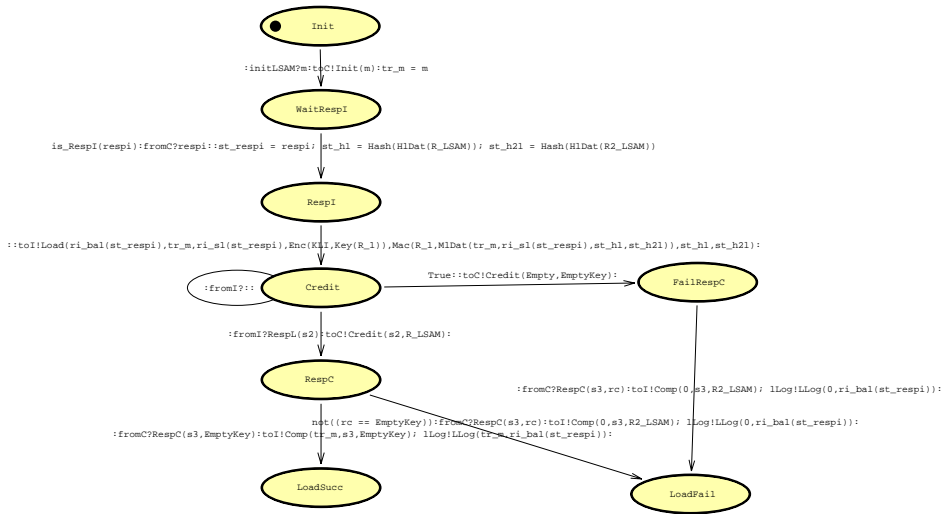 Init
:initLSAM?m:toC!Init(m):tr_m = m
WaitRespI
is_RespI(respi):fromC?respi::st_respi = respi; st_hl = Hash(HlDat(R_LSAM)); st_h2l = Hash(HlDat(R2_LSAM))
RespI
::toI!Load(ri_bal(st_respi),tr_m,ri_sl(st_respi),Enc(KLI,Key(R_l)),Mac(R_l,MlDat(tr_m,ri_sl(st_respi),st_hl,st_h2l)),st_hl,st_h2l):
True::toC!Credit(Empty,EmptyKey):
FailRespC
:fromI?::
Credit
:fromI?RespL(s2):toC!Credit(s2,R_LSAM):
RespC
:fromC?RespC(s3,rc):toI!Comp(0,s3,R2_LSAM); lLog!LLog(0,ri_bal(st_respi)):
not((rc == EmptyKey)):fromC?RespC(s3,rc):toI!Comp(0,s3,R2_LSAM); lLog!LLog(0,ri_bal(st_respi)):
:fromC?RespC(s3,EmptyKey):toI!Comp(tr_m,s3,EmptyKey); lLog!LLog(tr_m,ri_bal(st_respi)):
LoadSucc
LoadFail